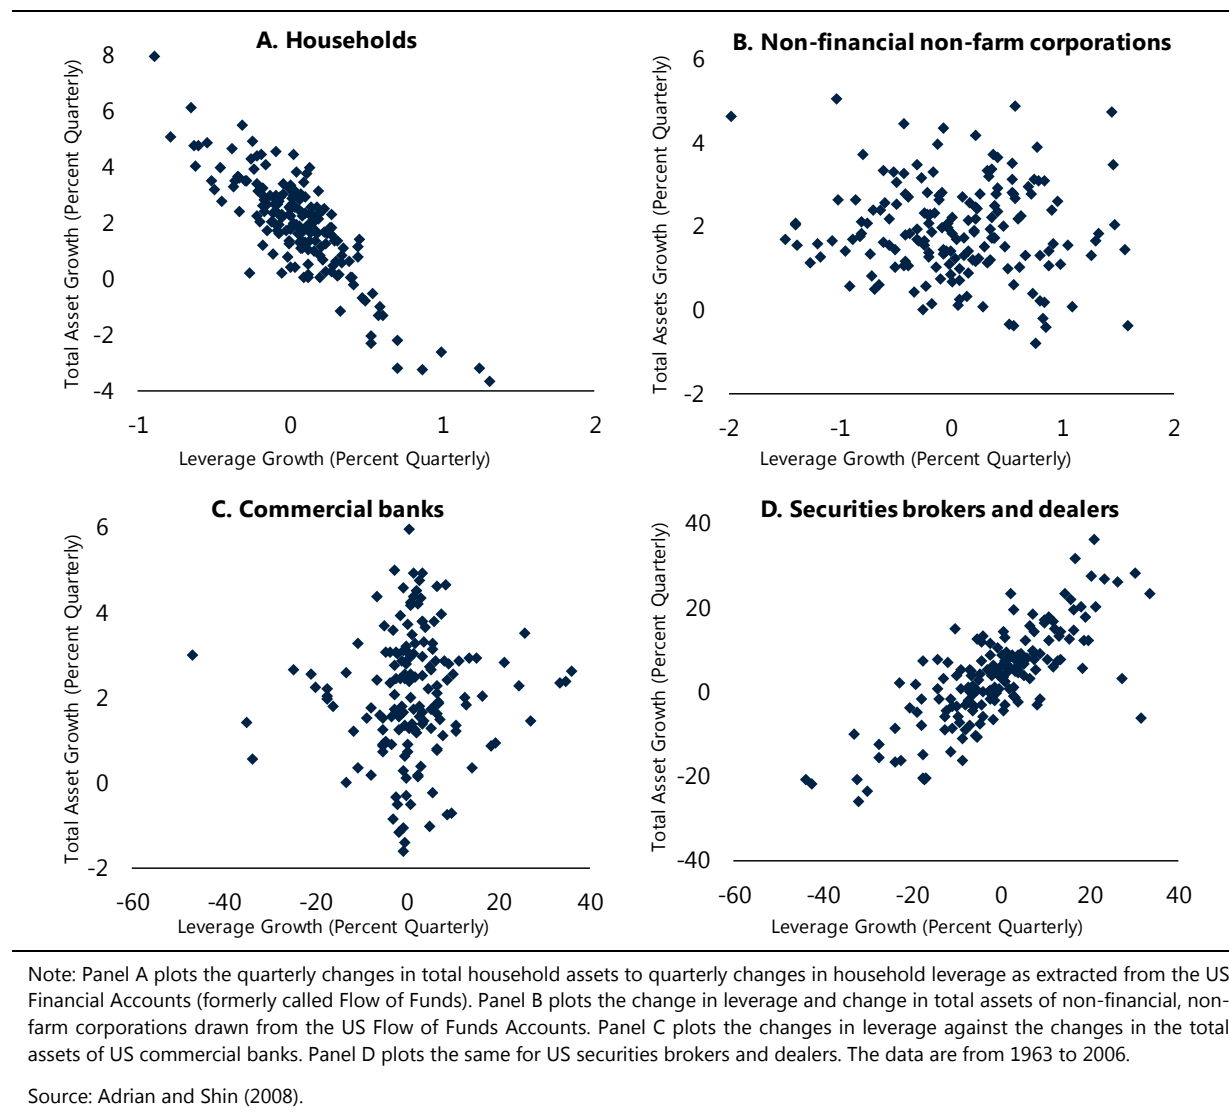 A. Households
Total Asset Growth (Percent Quarterly)
8
6
4
2
0
-2
-4
-1
0
1
2
Leverage Growth (Percent Quarterly)
B. Non-financial non-farm corporations
Total Assets Growth (Percent Quarterly)
6
4
2
0
-2
-2
-1
0
1
2
Leverage Growth (Percent Quarterly)
C. Commercial banks
Total Asset Growth (Percent Quarterly)
6
4
2
0
-2
-60
-40
-20
0
20
40
Leverage Growth (Percent Quarterly)
D. Securities brokers and dealers
Total Asset Growth (Percent Quarterly)
40
20
0
-20
-40
-60
-40
-20
0
20
40
Leverage Growth (Percent Quarterly)
Note: Panel A plots the quarterly changes in total household assets to quarterly changes in household leverage as extracted from the US
Financial Accounts (formerly called Flow of Funds). Panel B plots the change in leverage and change in total assets of non-financial, non-
farm corporations drawn from the US Flow of Funds Accounts. Panel C plots the changes in leverage against the changes in the total
assets of US commercial banks. Panel D plots the same for US securities brokers and dealers. The data are from 1963 to 2006.
Source: Adrian and Shin (2008).